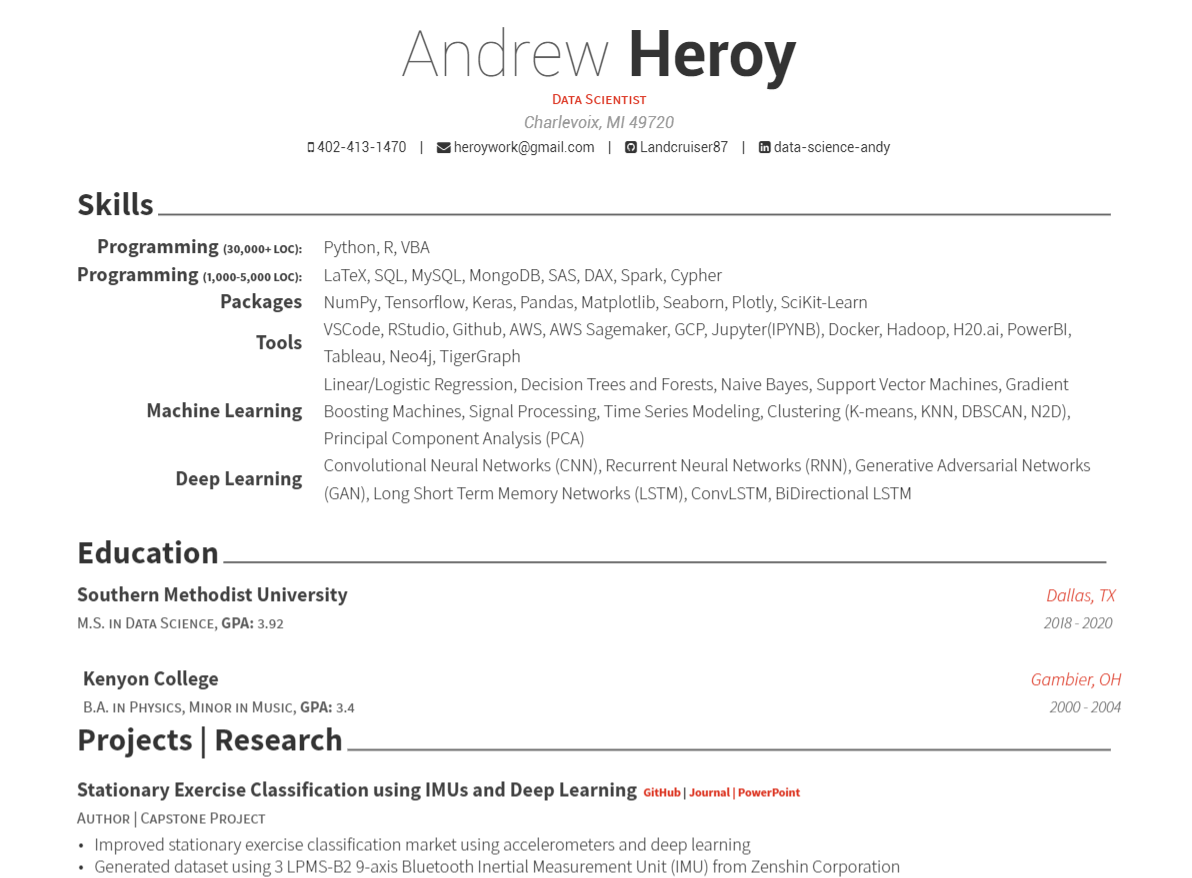 Andrew Heroy
Data Scientist
Charlevoix, MI 49720
402-413-1470 | heroywork@gmail.com | Landcruiser87 | data-science-andy
Skills
Programming (30,000+ LOC): Python, R, VBA
Programming (1,000-5,000 LOC): LaTeX, SQL, MySQL, MongoDB, SAS, DAX, Spark, Cypher
Packages NumPy, Tensorflow, Keras, Pandas, Matplotlib, Seaborn, Plotly, SciKit-Learn
Tools VSCode, RStudio, Github, AWS, AWS Sagemaker, GCP, Jupyter(IPYNB), Docker, Hadoop, H20.ai, PowerBI,
Tableau, Neo4j, TigerGraph
Machine Learning Linear/Logistic Regression, Decision Trees and Forests, Naive Bayes, Support Vector Machines, Gradient
Boosting Machines, Signal Processing, Time Series Modeling, Clustering (K-means, KNN, DBSCAN, N2D),
Principal Component Analysis (PCA)
Deep Learning Convolutional Neural Networks (CNN), Recurrent Neural Networks (RNN), Generative Adversarial Networks
(GAN), Long Short Term Memory Networks (LSTM), ConvLSTM, BiDirectional LSTM
Education
Southern Methodist University Dallas, TX
M.S. in Data Science, GPA: 3.92 2018 - 2020
Kenyon College Gambier, OH
B.A. in Physics, Minor in Music, GPA: 3.4 2000 - 2004
Projects | Research
Stationary Exercise Classification using IMUs and Deep Learning GitHub | Journal | PowerPoint
Author | Capstone Project
• Improved stationary exercise classification market using accelerometers and deep learning
• Generated dataset using 3 LPMS-B2 9-axis Bluetooth Inertial Measurement Unit (IMU) from Zenshin Corporation